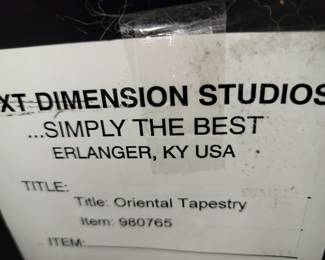 XT DIMENSION STUDIOS
...SIMPLY THE BEST
ERLANGER, KY USA
TITLE:
Title: Oriental Tapestry
Item: 980765
ITEM: